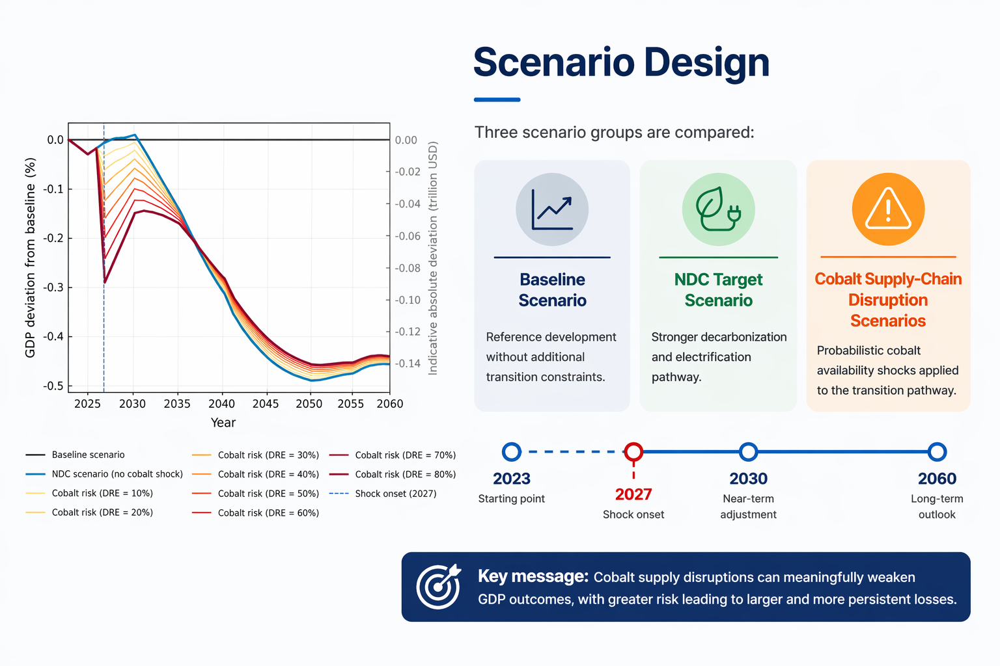 Scenario Design
Three scenario groups are compared:
Baseline
Scenario
Reference development
without additional
transition constraints.
NDC Target
Scenario
Stronger decarbonization
and electrification
pathway.
Cobalt Supply-Chain
Disruption
Scenarios
Probabilistic cobalt
availability shocks applied
to the transition pathway.
GDP deviation from baseline (%)
0.0
-0.1
-0.2
-0.3
-0.4
-0.5
0.00
-0.02
-0.04
-0.06
-0.08
-0.10
-0.12
-0.14
Indicative absolute deviation (trillion USD)
2025 2030 2035 2040 2045 2050 2055 2060
Year
Baseline scenario
NDC scenario (no cobalt shock)
Cobalt risk (DRE = 10%)
Cobalt risk (DRE = 20%)
Cobalt risk (DRE = 30%)
Cobalt risk (DRE = 40%)
Cobalt risk (DRE = 50%)
Cobalt risk (DRE = 60%)
Cobalt risk (DRE = 70%)
Cobalt risk (DRE = 80%)
Shock onset (2027)
2023
Starting point
2027
Shock onset
2030
Near-term
adjustment
2060
Long-term
outlook
Key message: Cobalt supply disruptions can meaningfully weaken
GDP outcomes, with greater risk leading to larger and more persistent losses.